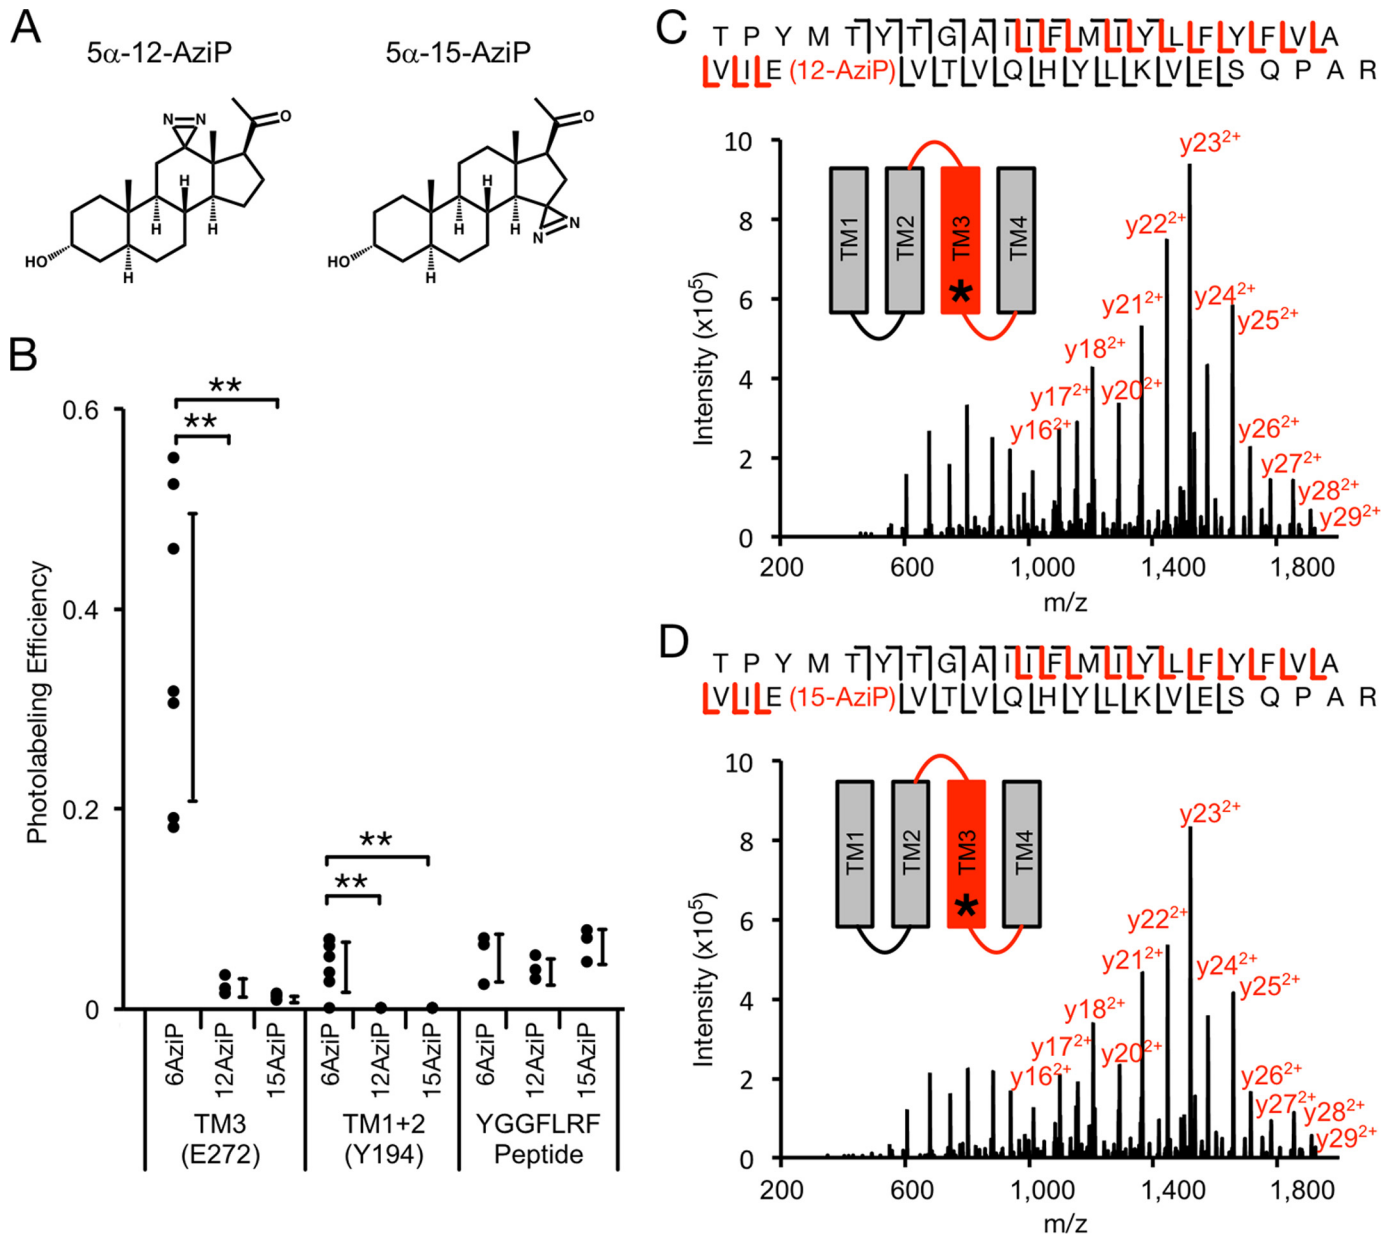 A
5α-12-AziP
5α-15-AziP
N N
O
H
H H
HO
H
O
H
H H
N N
HO
H
B
Photolabeling Efficiency
0.6
0.4
0.2
0
**
**
**
**
6AziP
12AziP
15AziP
6AziP
12AziP
15AziP
6AziP
12AziP
15AziP
TM3
(E272)
TM1+2
(Y194)
YGGFLRF
Peptide
C
T P Y M T Y T G A I I F M I Y L F Y F V A
V I E (12-AziP) V T V Q H Y L K V E S Q P A R
Intensity (x10⁵)
10
8
6
4
2
0
TM1
TM2
TM3
TM4
*
y16²⁺
y17²⁺
y18²⁺
y20²⁺
y21²⁺
y22²⁺
y23²⁺
y24²⁺
y25²⁺
y26²⁺
y27²⁺
y28²⁺
y29²⁺
200 600 1,000 1,400 1,800
m/z
D
T P Y M T Y T G A I I F M I Y L F Y F V A
V I E (15-AziP) V T V Q H Y L K V E S Q P A R
Intensity (x10⁵)
10
8
6
4
2
0
TM1
TM2
TM3
TM4
*
y16²⁺
y17²⁺
y18²⁺
y20²⁺
y21²⁺
y22²⁺
y23²⁺
y24²⁺
y25²⁺
y26²⁺
y27²⁺
y28²⁺
y29²⁺
200 600 1,000 1,400 1,800
m/z